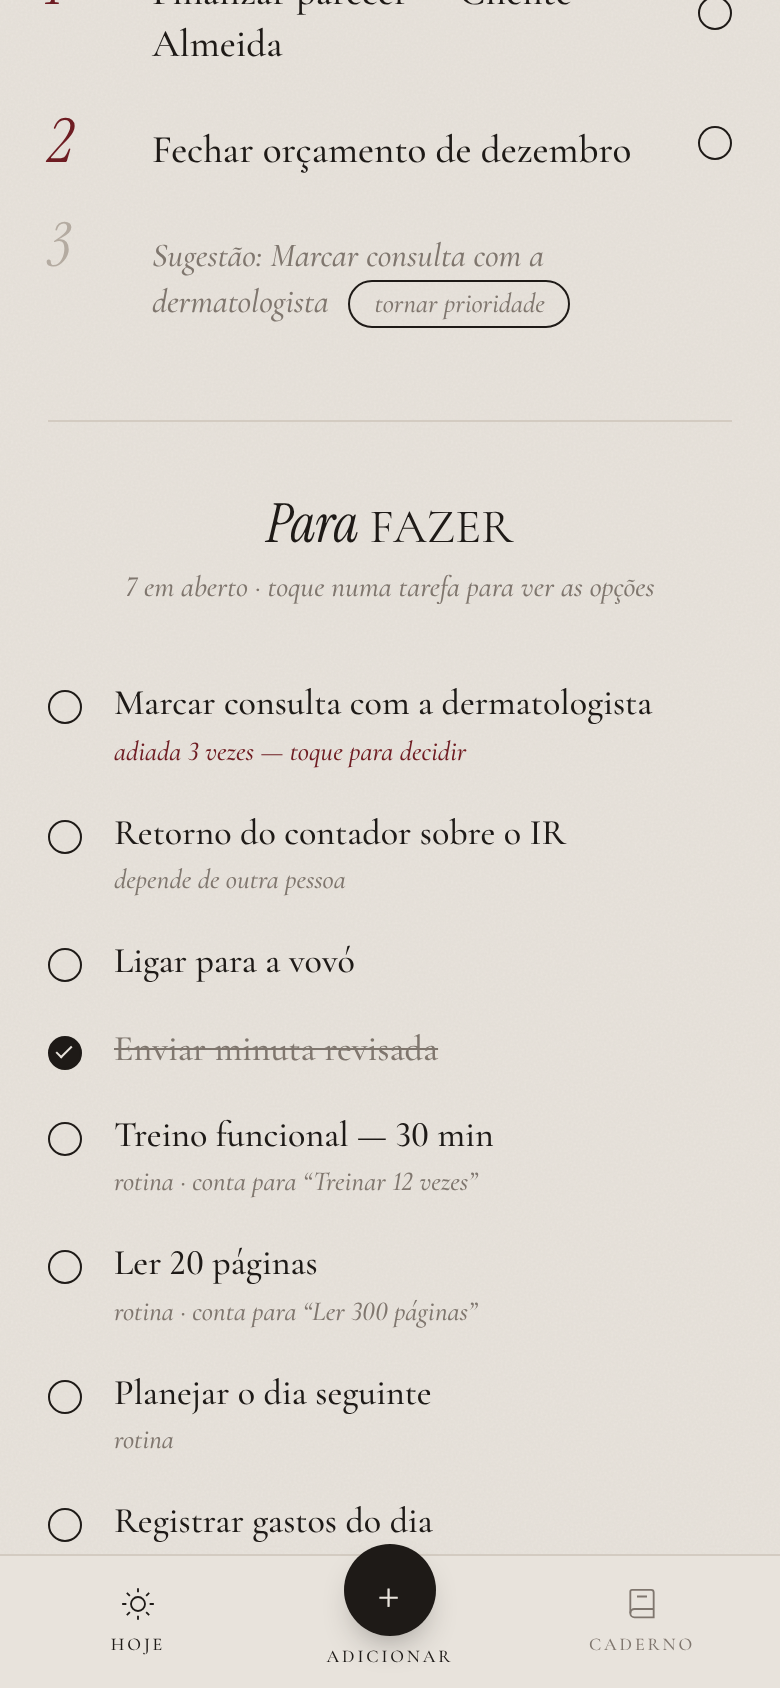 1 Finalizar parecer — Cliente
Almeida
2 Fechar orçamento de dezembro
3 Sugestão: Marcar consulta com a
dermatologista tornar prioridade
Para FAZER
7 em aberto · toque numa tarefa para ver as opções
Marcar consulta com a dermatologista
adiada 3 vezes — toque para decidir
Retorno do contador sobre o IR
depende de outra pessoa
Ligar para a vovó
Enviar minuta revisada
Treino funcional — 30 min
rotina · conta para “Treinar 12 vezes”
Ler 20 páginas
rotina · conta para “Ler 300 páginas”
Planejar o dia seguinte
rotina
Registrar gastos do dia
HOJE
ADICIONAR
CADERNO